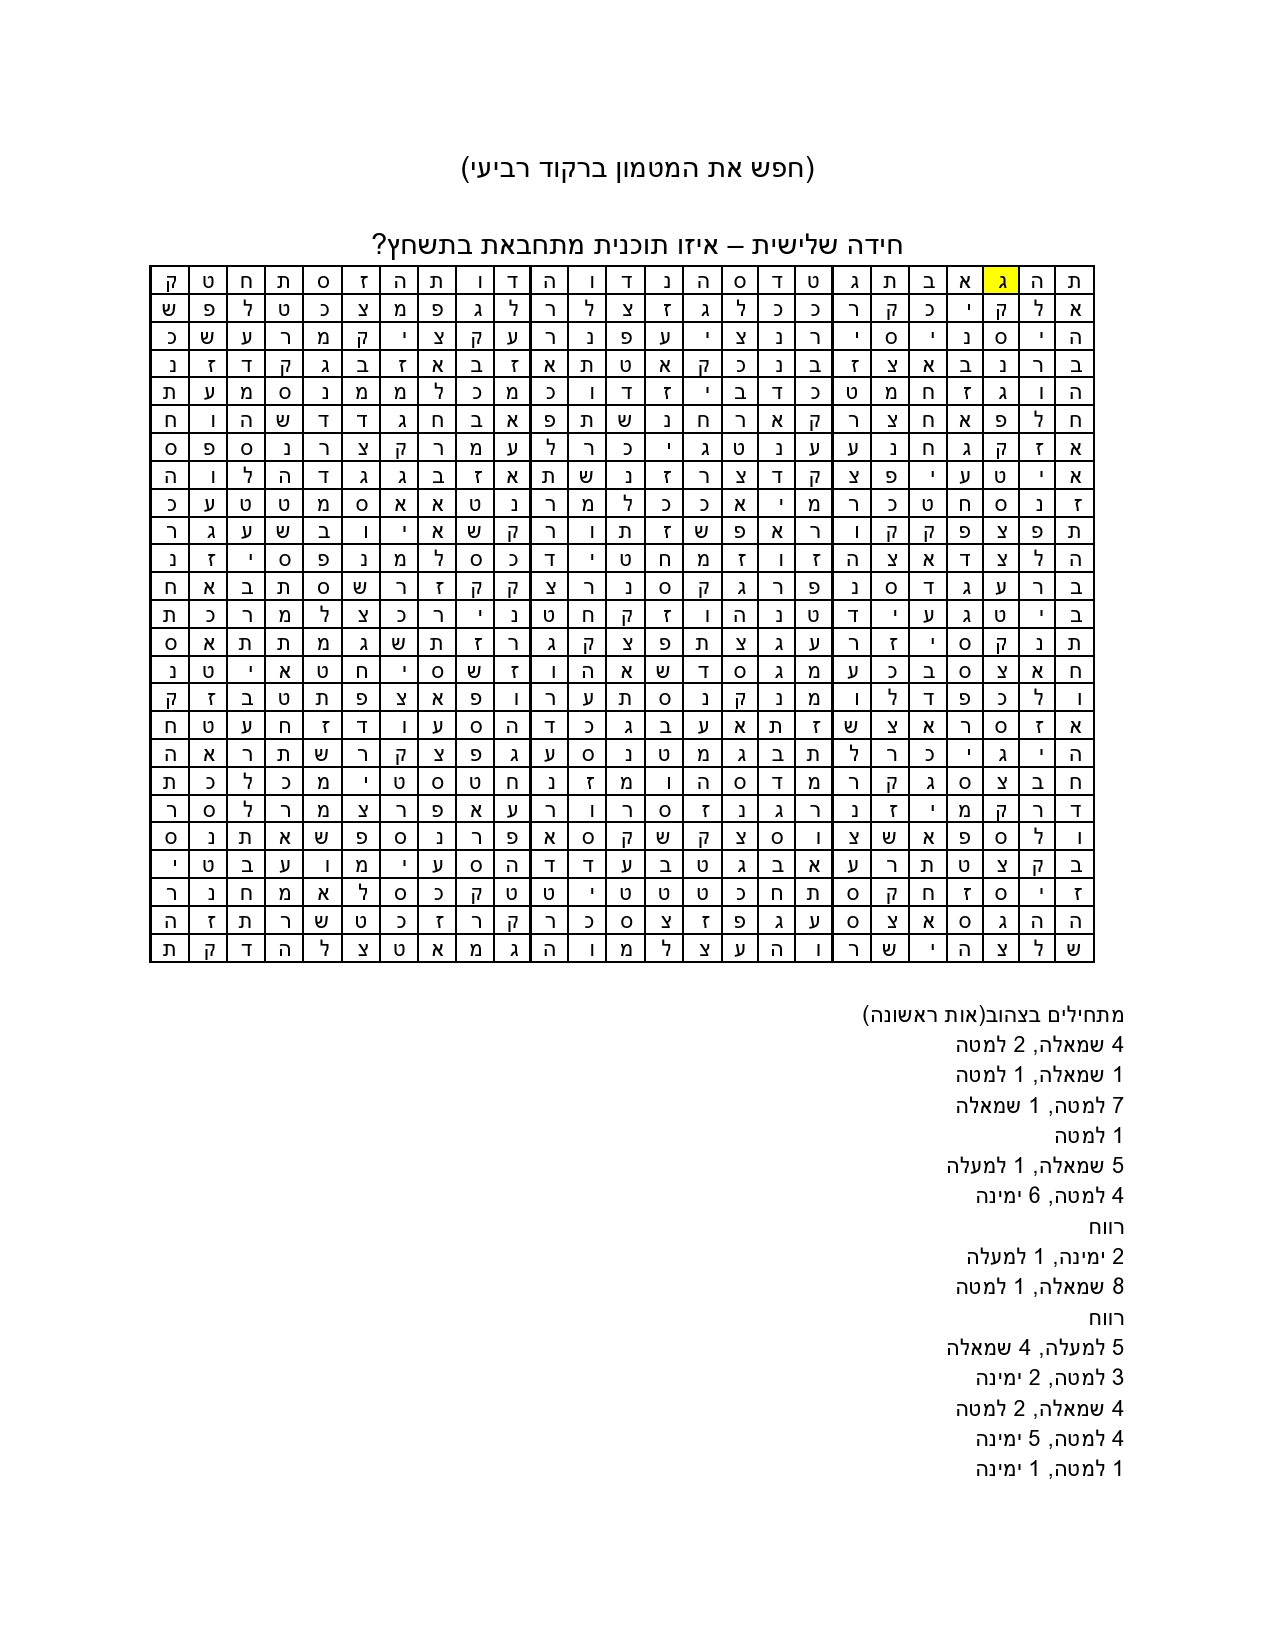 (חפש את המטמון ברקוד רביעי)
חידה שלישית – איזו תוכנית מתחבאת בתשחץ?
ת ה ג א ב ת ג ט ד ס ה נ ד ו ה ד ו ת ה ז ס ת ח ט ק
א ל ק י כ ק ר כ כ ל ג ז צ ל ר ל ג פ מ צ כ ט ל פ ש
ה י ס נ י ס י ר נ צ י ע פ נ ר ע ק צ י ק מ ר ע ש כ
ב ר נ ב א צ ז ב נ כ ק א ט ת א ז ב א ז ב ג ק ד ז נ
ה ו ג ז ח מ ט כ ד ב י ז ד ו כ מ כ ל מ מ נ ס מ ע ת
ח ל פ א ח צ ר ק א ר ח נ ש ת פ א ב ח ג ד ד ש ה ו ח
א ז ק ג ח נ ע ע נ ט ג י כ ר ל ע מ ר ק צ ר נ ס פ ס
א י ט ע י פ צ ק ד צ ר ז נ ש ת א ז ב ג ג ד ה ל ו ה
ז נ ס ח ט כ ר מ י א כ כ ל מ ר נ ט א א ס מ ט ט ע כ
ת פ צ פ ק ק ו ר א פ ש ז ת ו ר ק ש א י ו ב ש ע ג ר
ה ל צ ד א צ ה ז ו ז מ ח ט י ד כ ס ל מ נ פ ס י ז נ
ב ר ע ג ד ס נ פ ר ג ק ס נ ר צ ק ק ז ר ש ס ת ב א ח
ב י ט ג ע י ד ט נ ה ו ז ק ח ט נ י ר כ צ ל מ ר כ ת
ת נ ק ס י ז ר ע ג צ ת פ צ ק ג ר ז ת ש ג מ ת ת א ס
ח א צ ס ב כ ע מ ג ס ד ש א ה ו ז ש ס י ח ט א י ט נ
ו ל כ פ ד ל ו מ נ ק נ ס ת ע ר ו פ א צ פ ת ט ב ז ק
א ז ס ר א צ ש ז ת א ע ב ג כ ד ה ס ע ו ד ז ח ע ט ח
ה י ג י כ ר ל ת ב ג מ ט נ ס ע ג פ צ ק ר ש ת ר א ה
ח ב צ ס ג ק ר מ ד ס ה ו מ ז נ ח ט ס ט י מ כ ל כ ת
ד ר ק מ י ז נ ר ג נ ז ס ר ו ר ע א פ ר צ מ ר ל ס ר
ו ל ס פ א ש צ ו ס צ ק ש ק ס א פ ר נ ס פ ש א ת נ ס
ב ק צ ט ת ר ע א ב ג ט ב ע ד ד ה ס ע י מ ו ע ב ט י
ז י ס ז ח ק ס ת ח כ ט ט ט י ט ט ק כ ס ל א מ ח נ ר
ה ה ג ס א צ ס ע ג פ ז צ ס כ ר ק ר ז כ ט ש ר ת ז ה
ש ל צ ה י ש ר ו ה ע צ ל מ ו ה ג מ א ט צ ל ה ד ק ת
מתחילים בצהוב(אות ראשונה)
4 שמאלה, 2 למטה
1 שמאלה, 1 למטה
7 למטה, 1 שמאלה
1 למטה
5 שמאלה, 1 למעלה
4 למטה, 6 ימינה
רווח
2 ימינה, 1 למעלה
8 שמאלה, 1 למטה
רווח
5 למעלה, 4 שמאלה
3 למטה, 2 ימינה
4 שמאלה, 2 למטה
4 למטה, 5 ימינה
1 למטה, 1 ימינה